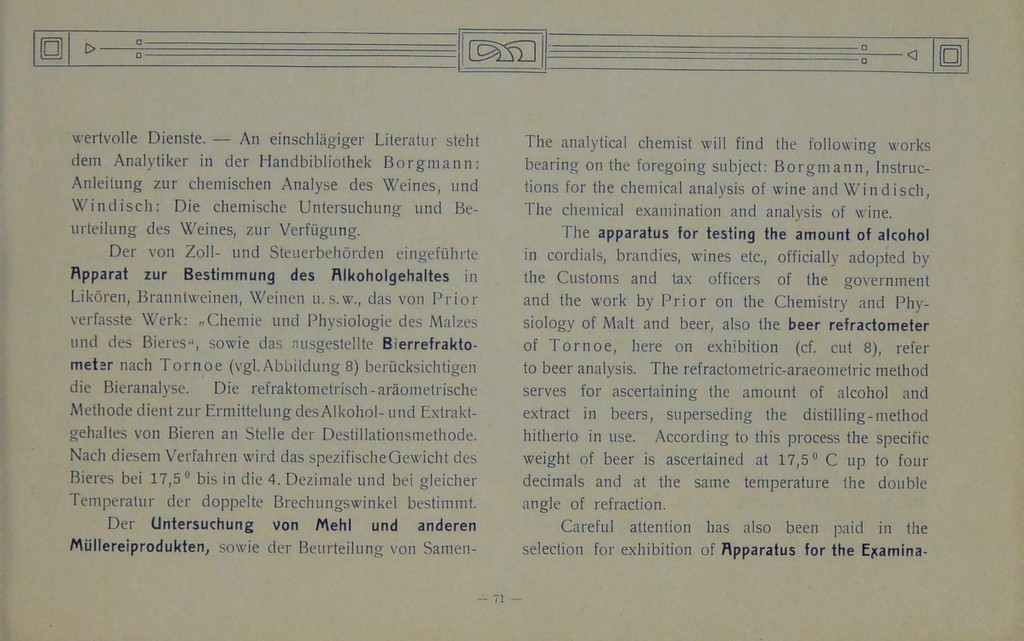 wertvolle Dienste. — An einschlägiger Literatur steht
dem Analytiker in der Handbibliothek Borgmann:
Anleitung zur chemischen Analyse des Weines, und
Windisch: Die chemische Untersuchung und Be-
urteilung des Weines, zur Verfügung.
Der von Zoll- und Steuerbehörden eingeführte
Apparat zur Bestimmung des Alkoholgehaltes in
Likören, Branntweinen, Weinen u. s. w., das von Prior
verfasste Werk: „Chemie und Physiologie des Malzes
und des Bieres“, sowie das ausgestellte Bierrefrakto-
meter nach Tornoe (vgl. Abbildung 8) berücksichtigen
die Bieranalyse. Die refraktometrisch-aräometrische
Methode dient zur Ermittelung des Alkohol- und Extrakt-
gehaltes von Bieren an Stelle der Destillationsmethode.
Nach diesem Verfahren wird das spezifische Gewicht des
Bieres bei 17,5° bis in die 4. Dezimale und bei gleicher
Temperatur der doppelte Brechungswinkel bestimmt.
Der Untersuchung von Mehl und anderen
Müllereiprodukten, sowie der Beurteilung von Samen-
The analytical chemist will find the following works
bearing on the foregoing subject: Borgmann, Instruc-
tions for the chemical analysis of wine and Windisch,
The chemical examination and analysis of wine.
The apparatus for testing the amount of alcohol
in cordials, brandies, wines etc., officially adopted by
the Customs and tax officers of the government
and the work by Prior on the Chemistry and Phy-
siology of Malt and beer, also the beer refractometer
of Tornoe, here on exhibition (cf. cut 8), refer
to beer analysis. The refractometric-araeometric method
serves for ascertaining the amount of alcohol and
extract in beers, superseding the distilling-method
hitherto in use. According to this process the specific
weight of beer is ascertained at 17,5° C up to four
decimals and at the same temperature the double
angle of refraction.
Careful attention has also been paid in the
selection for exhibition of Apparatus for the Examina-
— 71 —